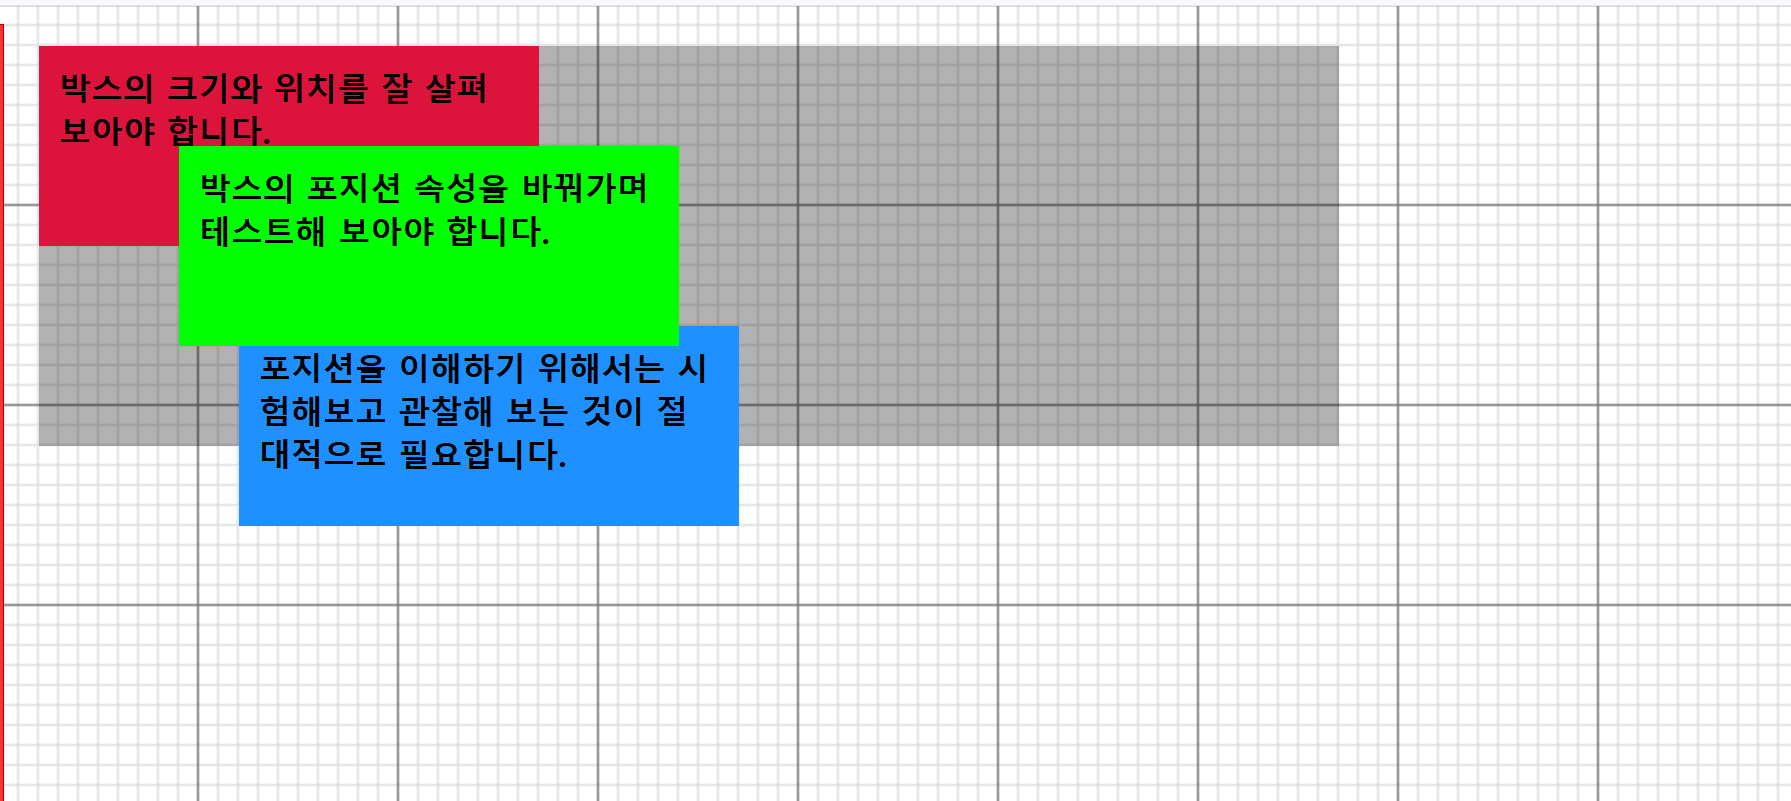 박스의 크기와 위치를 잘 살펴
보아야 합니다.
박스의 포지션 속성을 바꿔가며
테스트해 보아야 합니다.
포지션을 이해하기 위해서는 시
험해보고 관찰해 보는 것이 절
대적으로 필요합니다.